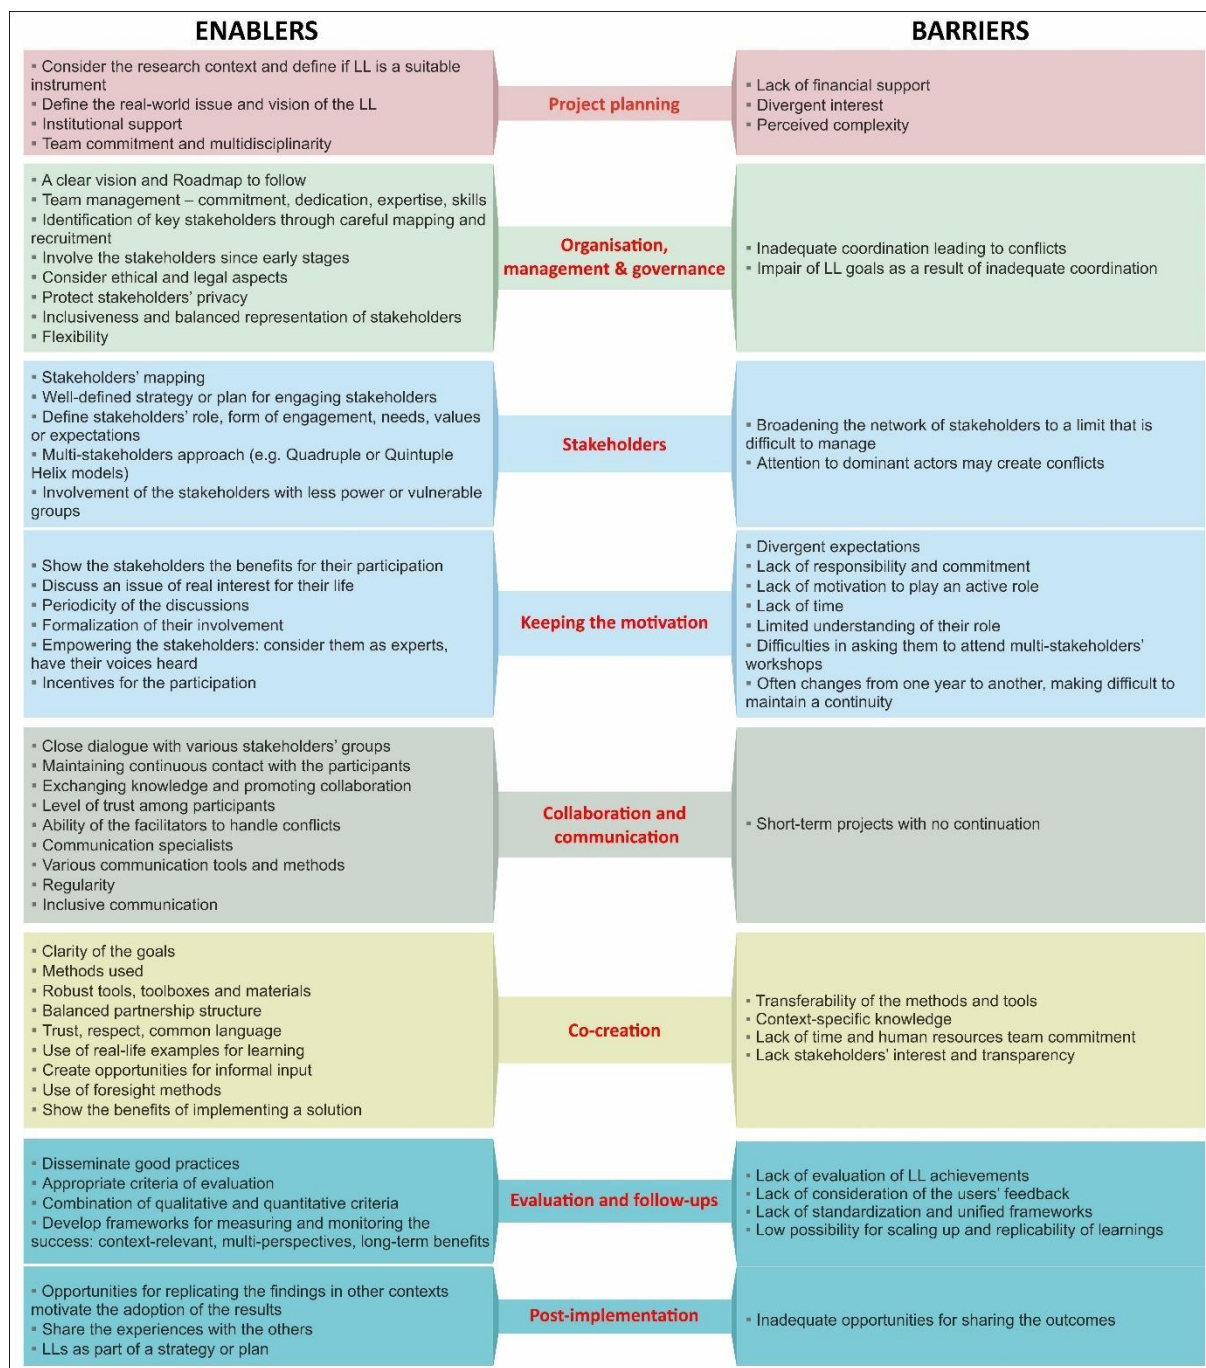 ENABLERS
BARRIERS
▪ Consider the research context and define if LL is a suitable
instrument
▪ Define the real-world issue and vision of the LL
▪ Institutional support
▪ Team commitment and multidisciplinarity
Project planning
▪ Lack of financial support
▪ Divergent interest
▪ Perceived complexity
▪ A clear vision and Roadmap to follow
▪ Team management – commitment, dedication, expertise, skills
▪ Identification of key stakeholders through careful mapping and
recruitment
▪ Involve the stakeholders since early stages
▪ Consider ethical and legal aspects
▪ Protect stakeholders' privacy
▪ Inclusiveness and balanced representation of stakeholders
▪ Flexibility
Organisation,
management & governance
▪ Inadequate coordination leading to conflicts
▪ Impair of LL goals as a result of inadequate coordination
▪ Stakeholders' mapping
▪ Well-defined strategy or plan for engaging stakeholders
▪ Define stakeholders' role, form of engagement, needs, values
or expectations
▪ Multi-stakeholders approach (e.g. Quadruple or Quintuple
Helix models)
▪ Involvement of the stakeholders with less power or vulnerable
groups
Stakeholders
▪ Broadening the network of stakeholders to a limit that is
difficult to manage
▪ Attention to dominant actors may create conflicts
▪ Show the stakeholders the benefits for their participation
▪ Discuss an issue of real interest for their life
▪ Periodicity of the discussions
▪ Formalization of their involvement
▪ Empowering the stakeholders: consider them as experts,
have their voices heard
▪ Incentives for the participation
Keeping the motivation
▪ Divergent expectations
▪ Lack of responsibility and commitment
▪ Lack of motivation to play an active role
▪ Lack of time
▪ Limited understanding of their role
▪ Difficulties in asking them to attend multi-stakeholders'
workshops
▪ Often changes from one year to another, making difficult to
maintain a continuity
▪ Close dialogue with various stakeholders' groups
▪ Maintaining continuous contact with the participants
▪ Exchanging knowledge and promoting collaboration
▪ Level of trust among participants
▪ Ability of the facilitators to handle conflicts
▪ Communication specialists
▪ Various communication tools and methods
▪ Regularity
▪ Inclusive communication
Collaboration and
communication
▪ Short-term projects with no continuation
▪ Clarity of the goals
▪ Methods used
▪ Robust tools, toolboxes and materials
▪ Balanced partnership structure
▪ Trust, respect, common language
▪ Use of real-life examples for learning
▪ Create opportunities for informal input
▪ Use of foresight methods
▪ Show the benefits of implementing a solution
Co-creation
▪ Transferability of the methods and tools
▪ Context-specific knowledge
▪ Lack of time and human resources team commitment
▪ Lack stakeholders' interest and transparency
▪ Disseminate good practices
▪ Appropriate criteria of evaluation
▪ Combination of qualitative and quantitative criteria
▪ Develop frameworks for measuring and monitoring the
success: context-relevant, multi-perspectives, long-term benefits
Evaluation and follow-ups
▪ Lack of evaluation of LL achievements
▪ Lack of consideration of the users' feedback
▪ Lack of standardization and unified frameworks
▪ Low possibility for scaling up and replicability of learnings
▪ Opportunities for replicating the findings in other contexts
motivate the adoption of the results
▪ Share the experiences with the others
▪ LLs as part of a strategy or plan
Post-implementation
▪ Inadequate opportunities for sharing the outcomes